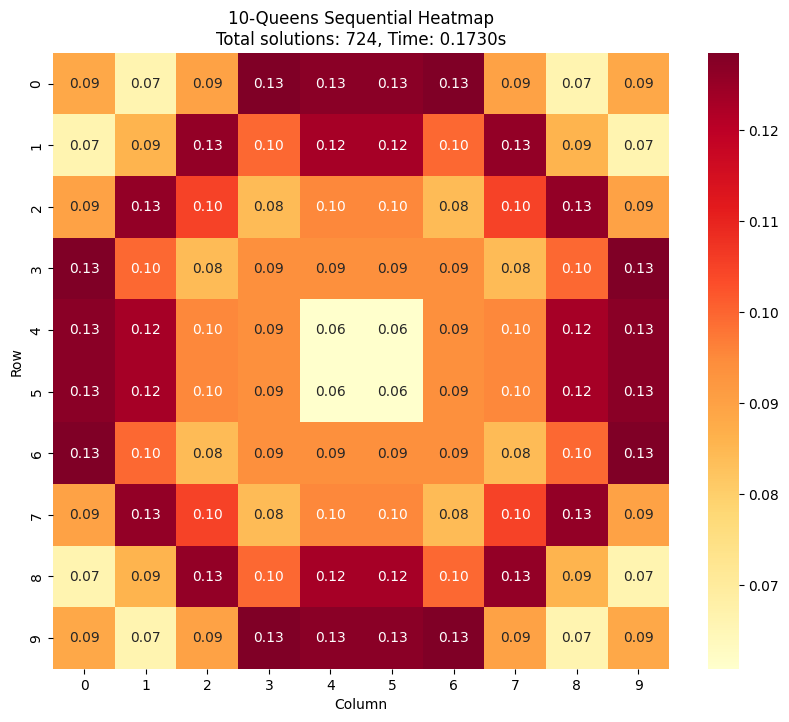 10-Queens Sequential Heatmap
Total solutions: 724, Time: 0.1730s
0 0.09 0.07 0.09 0.13 0.13 0.13 0.13 0.09 0.07 0.09
1 0.07 0.09 0.13 0.10 0.12 0.12 0.10 0.13 0.09 0.07
2 0.09 0.13 0.10 0.08 0.10 0.10 0.08 0.10 0.13 0.09
3 0.13 0.10 0.08 0.09 0.09 0.09 0.09 0.08 0.10 0.13
4 0.13 0.12 0.10 0.09 0.06 0.06 0.09 0.10 0.12 0.13
Row
5 0.13 0.12 0.10 0.09 0.06 0.06 0.09 0.10 0.12 0.13
6 0.13 0.10 0.08 0.09 0.09 0.09 0.09 0.08 0.10 0.13
7 0.09 0.13 0.10 0.08 0.10 0.10 0.08 0.10 0.13 0.09
8 0.07 0.09 0.13 0.10 0.12 0.12 0.10 0.13 0.09 0.07
9 0.09 0.07 0.09 0.13 0.13 0.13 0.13 0.09 0.07 0.09
0 1 2 3 4 5 6 7 8 9
Column
0.12
0.11
0.10
0.09
0.08
0.07